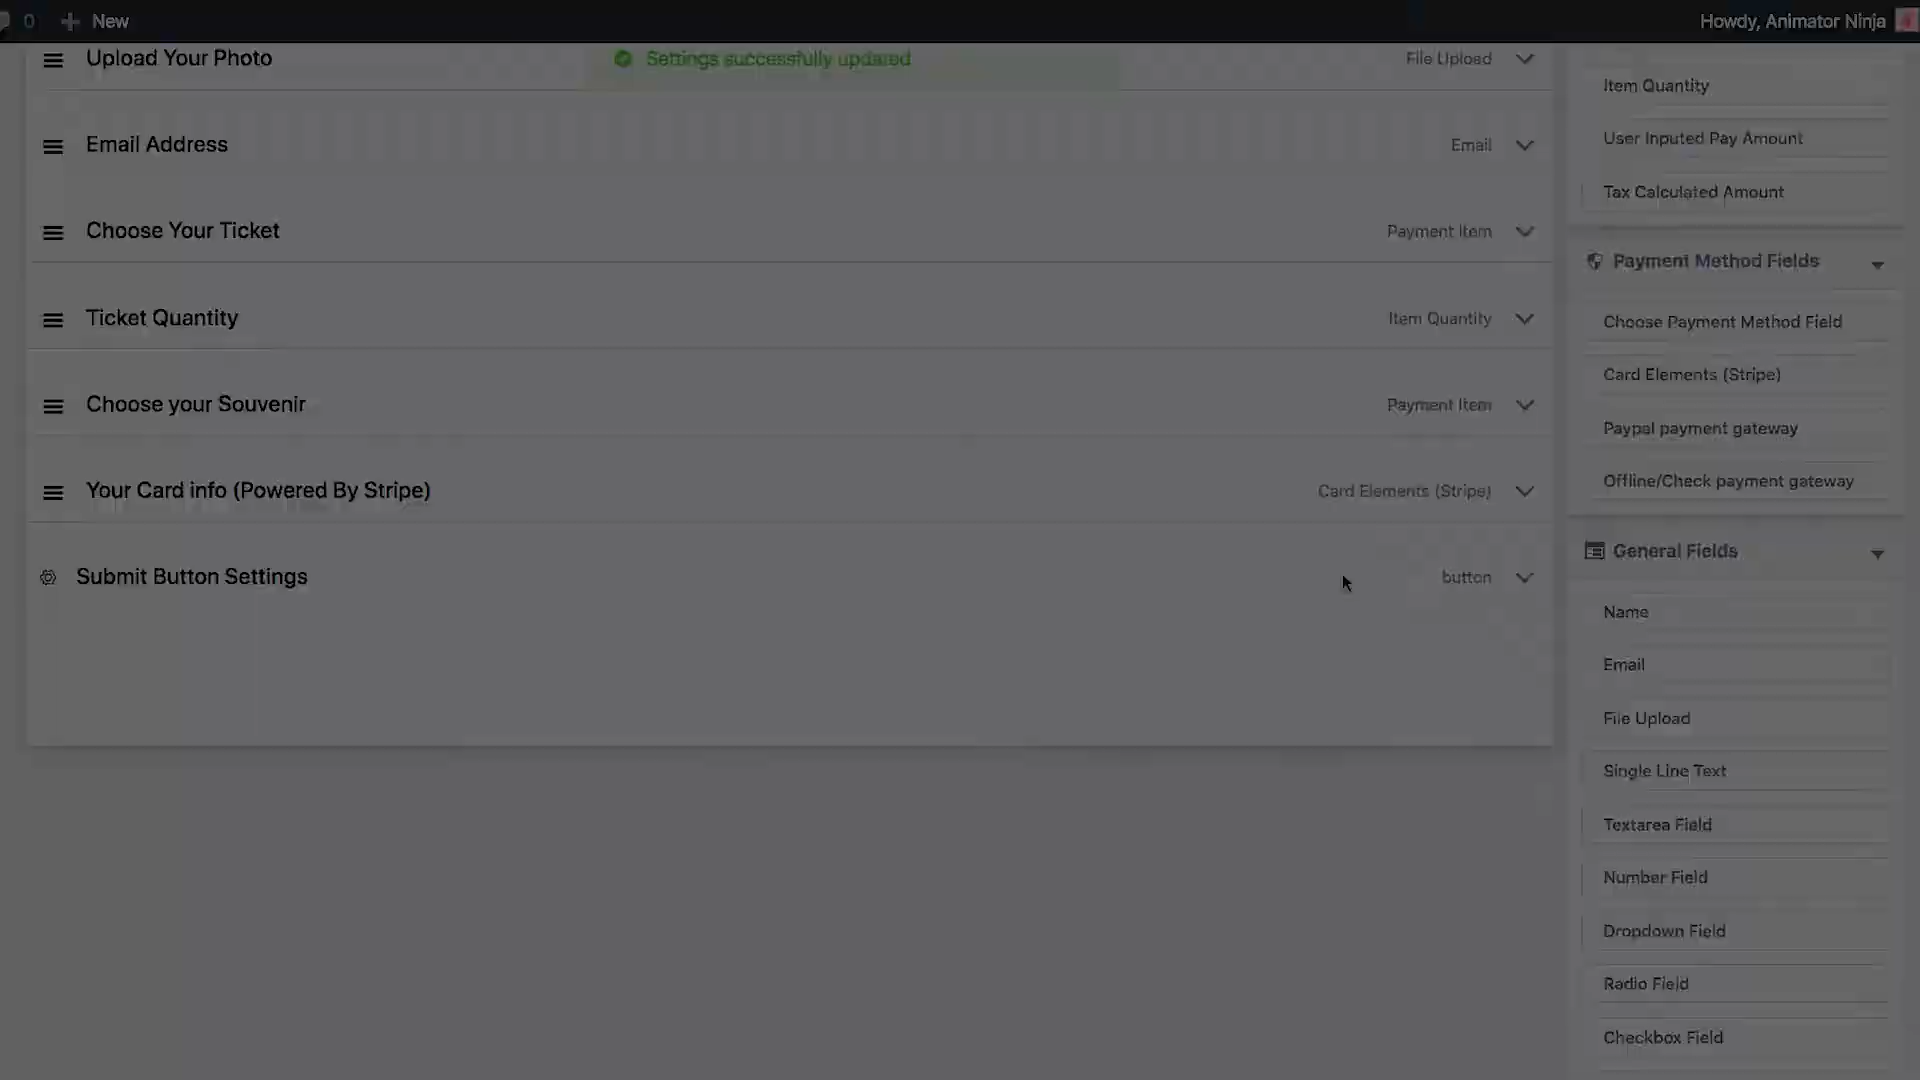 0 New Howdy, Animator Ninja
Upload Your Photo Settings successfully updated File Upload
Email Address Email
Choose Your Ticket Payment Item
Ticket Quantity Item Quantity
Choose your Souvenir Payment Item
Your Card info (Powered By Stripe) Card Elements (Stripe)
Submit Button Settings button
Item Quantity
User Inputed Pay Amount
Tax Calculated Amount
Payment Method Fields
Choose Payment Method Field
Card Elements (Stripe)
Paypal payment gateway
Offline/Check payment gateway
General Fields
Name
Email
File Upload
Single Line Text
Textarea Field
Number Field
Dropdown Field
Radio Field
Checkbox Field